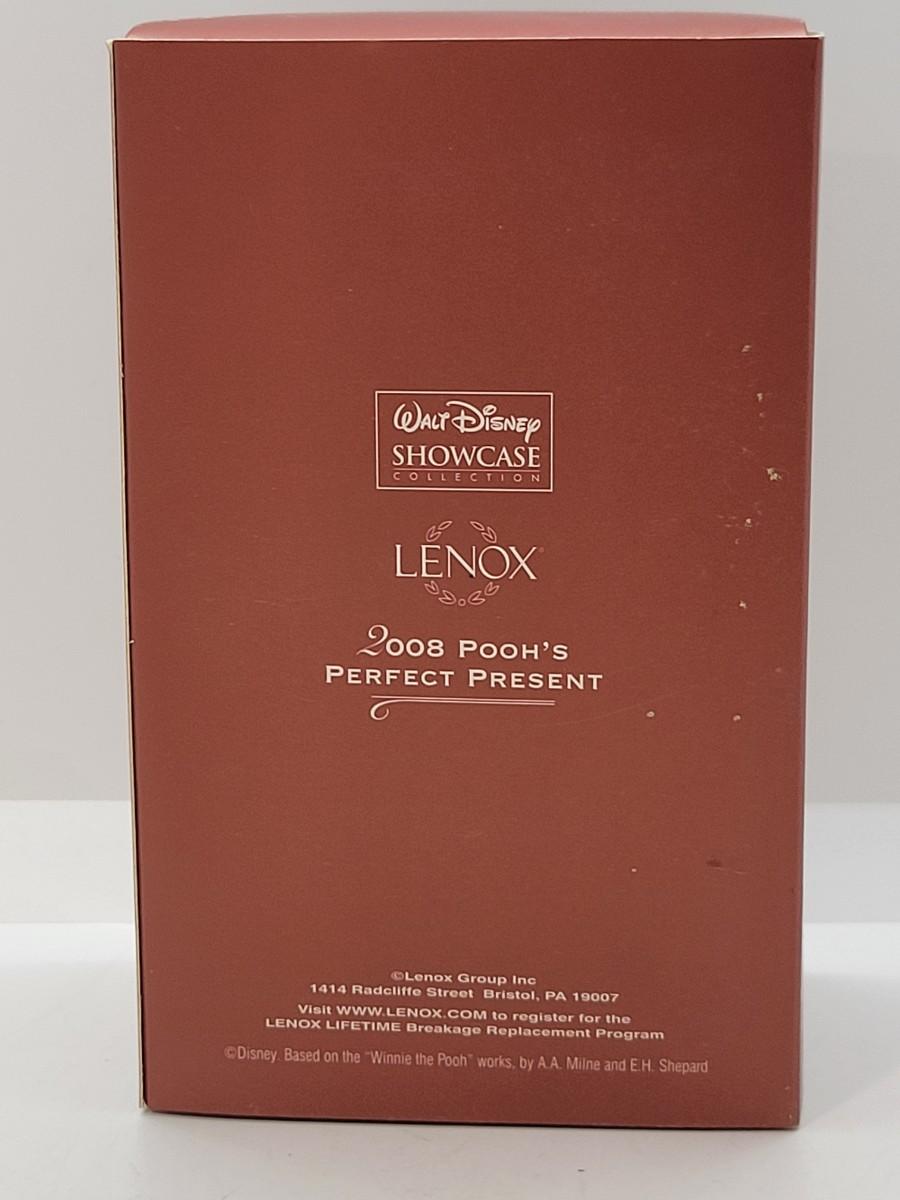 WALT DISNEY
SHOWCASE
COLLECTION
LENOX
2008 POOH'S
PERFECT PRESENT
©Lenox Group Inc
1414 Radcliffe Street Bristol, PA 19007
Visit WWW.LENOX.COM to register for the
LENOX LIFETIME Breakage Replacement Program
©Disney. Based on the "Winnie the Pooh" works, by A.A. Milne and E.H. Shepard